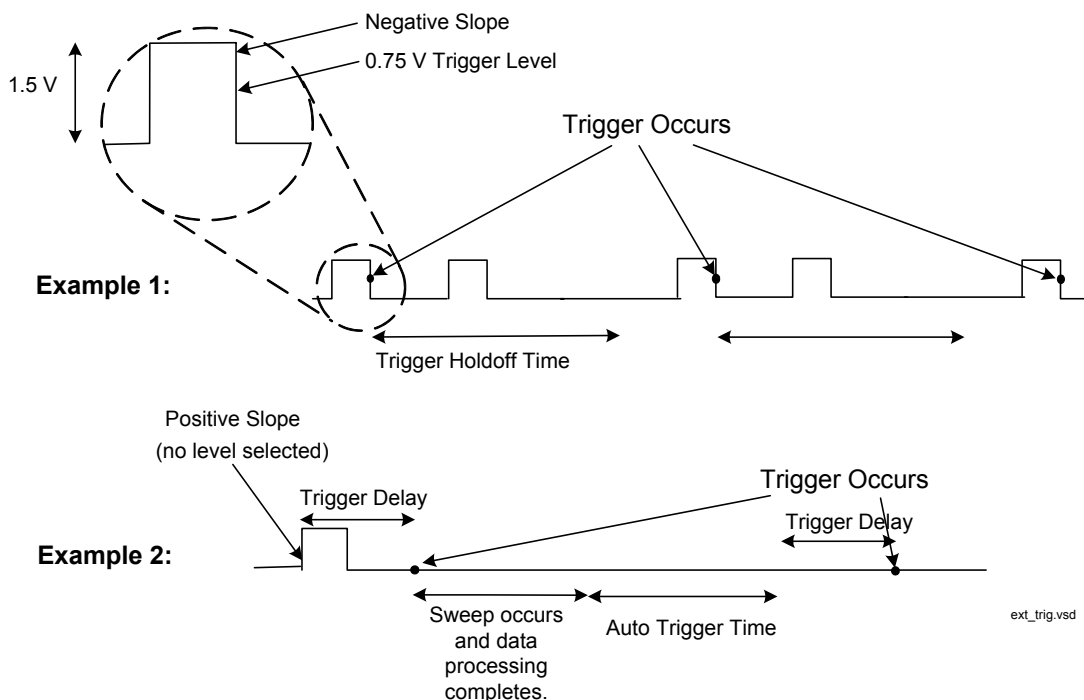 Negative Slope
1.5 V
0.75 V Trigger Level
Trigger Occurs
Example 1:
Trigger Holdoff Time
Positive Slope
(no level selected)
Trigger Delay
Trigger Occurs
Trigger Delay
Example 2:
Sweep occurs
and data
processing
completes.
Auto Trigger Time
ext_trig.vsd